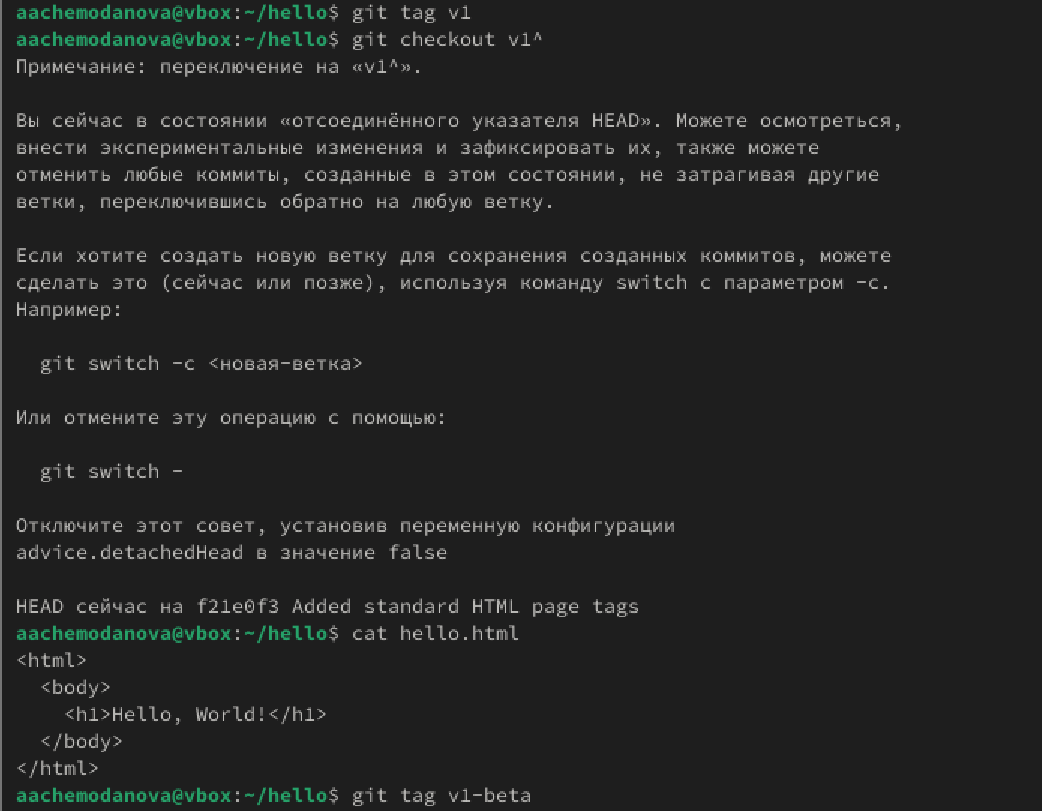 aachemodanova@vbox:~/hello$ git tag v1
aachemodanova@vbox:~/hello$ git checkout v1^
Примечание: переключение на «v1^».
Вы сейчас в состоянии «отсоединённого указателя HEAD». Можете осмотреться,
внести экспериментальные изменения и зафиксировать их, также можете
отменить любые коммиты, созданные в этом состоянии, не затрагивая другие
ветки, переключившись обратно на любую ветку.
Если хотите создать новую ветку для сохранения созданных коммитов, можете
сделать это (сейчас или позже), используя команду switch с параметром -c.
Например:
  git switch -c <новая-ветка>
Или отмените эту операцию с помощью:
  git switch -
Отключите этот совет, установив переменную конфигурации
advice.detachedHead в значение false
HEAD сейчас на f21e0f3 Added standard HTML page tags
aachemodanova@vbox:~/hello$ cat hello.html
<html>
  <body>
    <h1>Hello, World!</h1>
  </body>
</html>
aachemodanova@vbox:~/hello$ git tag v1-beta